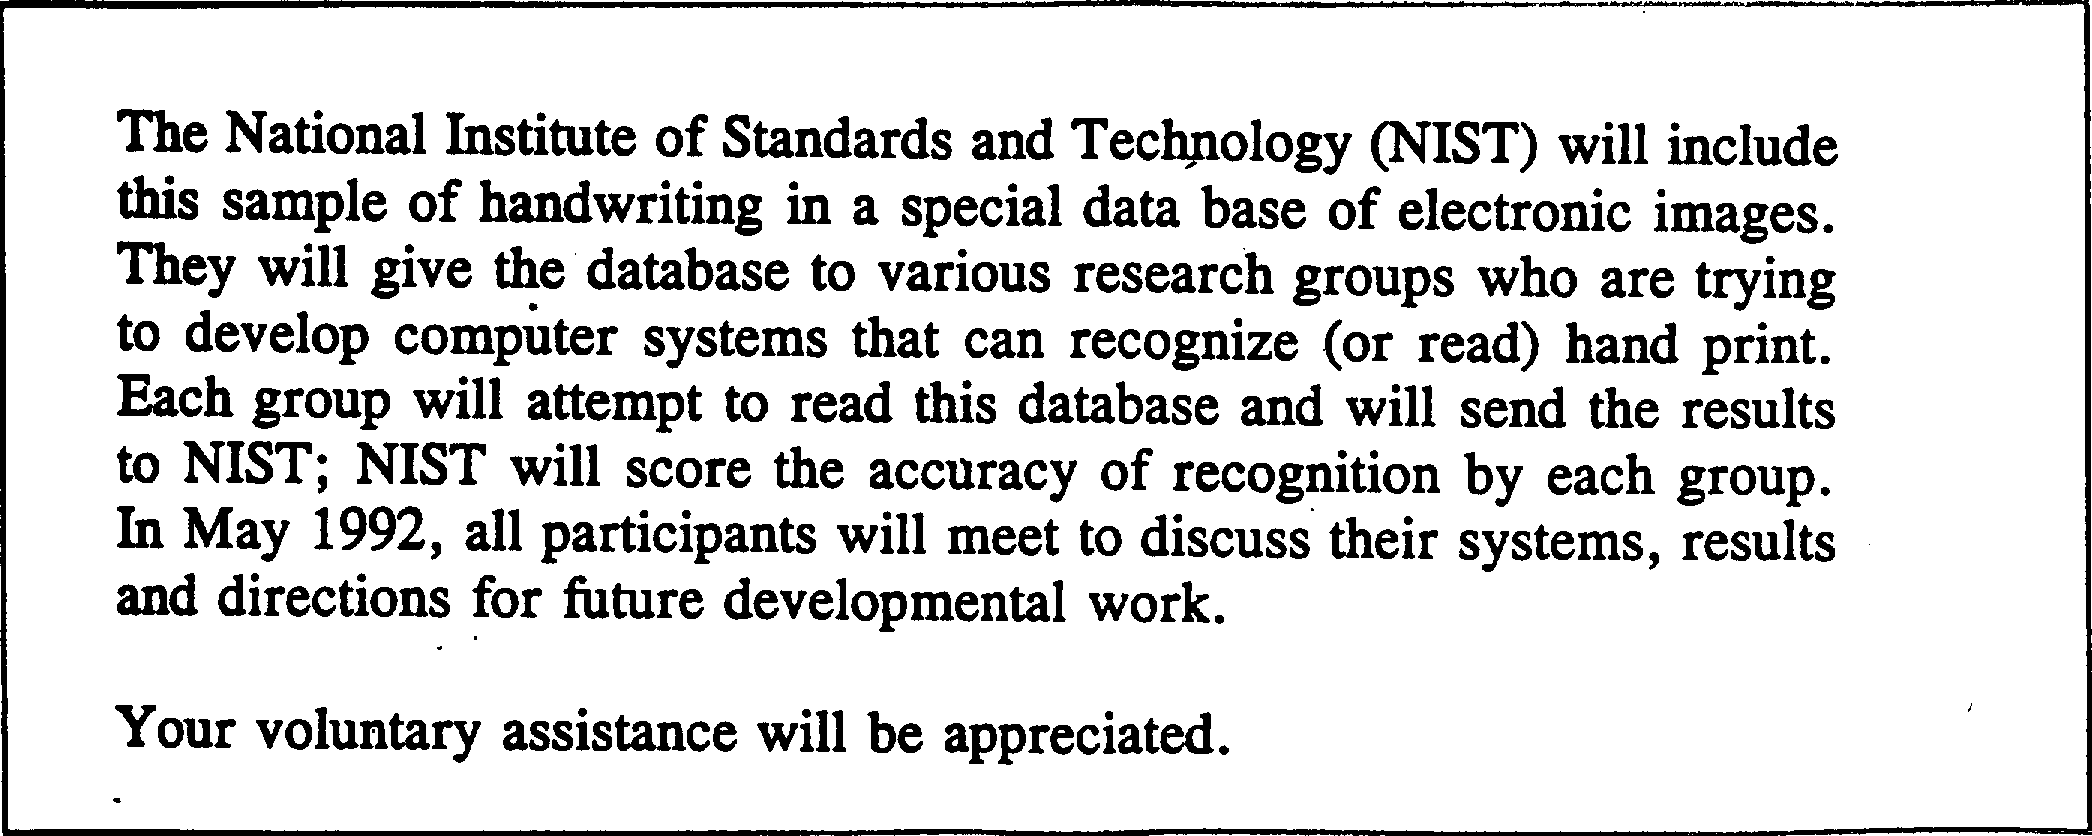 The National Institute of Standards and Technology (NIST) will include
this sample of handwriting in a special data base of electronic images.
They will give the database to various research groups who are trying
to develop computer systems that can recognize (or read) hand print.
Each group will attempt to read this database and will send the results
to NIST; NIST will score the accuracy of recognition by each group.
In May 1992, all participants will meet to discuss their systems, results
and directions for future developmental work.
Your voluntary assistance will be appreciated.